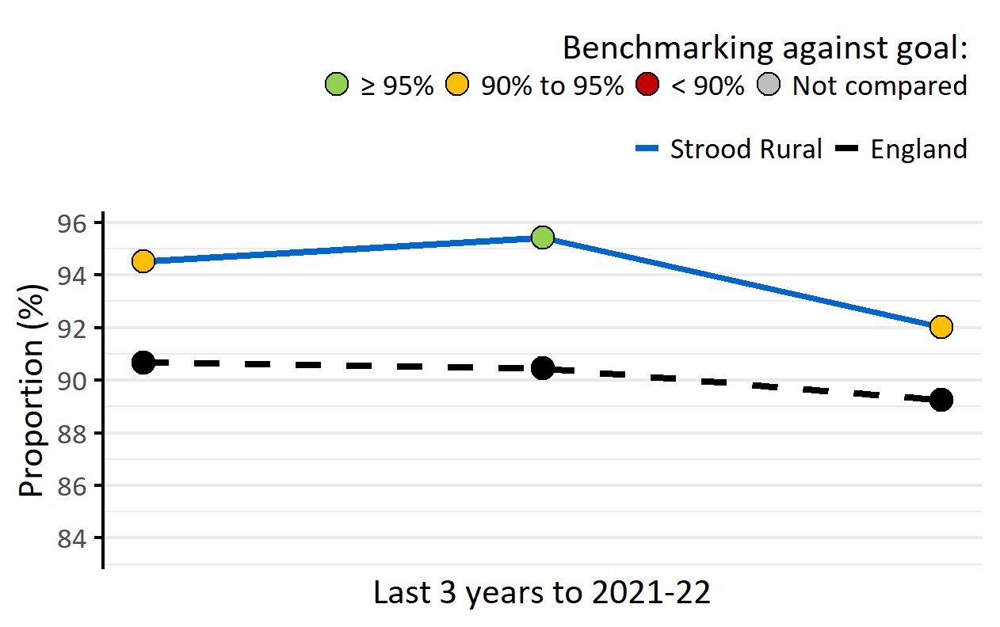 Benchmarking against goal:
≥ 95% 90% to 95% < 90% Not compared
Strood Rural England
96
94
92
90
88
86
84
Proportion (%)
Last 3 years to 2021-22